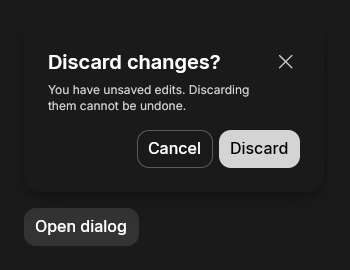 Discard changes?
You have unsaved edits. Discarding
them cannot be undone.
Cancel Discard
Open dialog